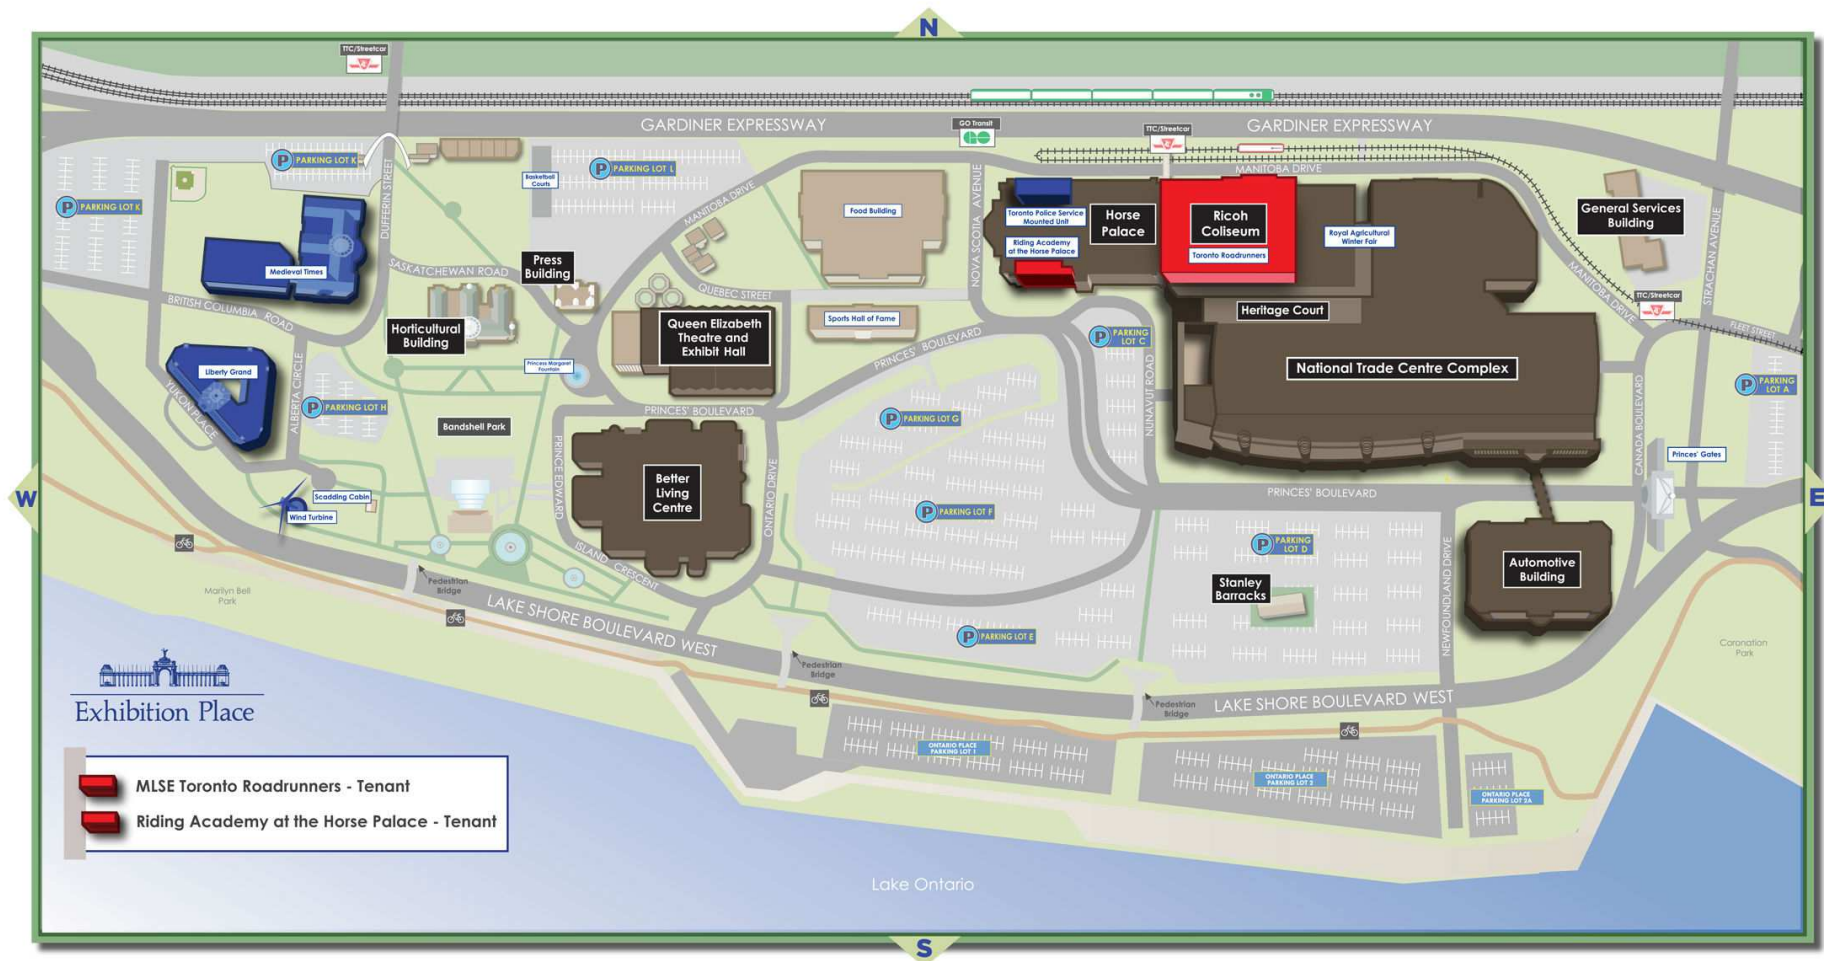 N
TTC/Streetcar
GARDINER EXPRESSWAY
GO Transit
GO
TTC/Streetcar
GARDINER EXPRESSWAY
P PARKING LOT K
P PARKING LOT K
Basketball
Courts
P PARKING LOT L
MANITOBA DRIVE
MANITOBA DRIVE
DUFFERIN STREET
Food Building
NOVA SCOTIA AVENUE
Toronto Police Service
Mounted Unit
Riding Academy
at the Horse Palace
Horse
Palace
Ricoh
Coliseum
Toronto Roadrunners
Royal Agricultural
Winter Fair
General Services
Building
STRACHAN AVENUE
Medieval Times
SASKATCHEWAN ROAD
Press
Building
QUEBEC STREET
MANITOBA DRIVE
TTC/Streetcar
FLEET STREET
BRITISH COLUMBIA ROAD
Horticultural
Building
Queen Elizabeth
Theatre and
Exhibit Hall
Sports Hall of Fame
PRINCES' BOULEVARD
P PARKING
LOT C
Heritage Court
National Trade Centre Complex
Princess Margaret
Fountain
Liberty Grand
YUKON PLACE
ALBERTA CIRCLE
P PARKING LOT H
NUNAVUT ROAD
P PARKING
LOT A
CANADA BOULEVARD
Bandshell Park
PRINCES' BOULEVARD
P PARKING LOT G
Princes' Gates
W
Scadding Cabin
Wind Turbine
PRINCE EDWARD
ISLAND CRESCENT
Better
Living
Centre
ONTARIO DRIVE
P PARKING LOT F
PRINCES' BOULEVARD
E
P PARKING
LOT D
NEWFOUNDLAND DRIVE
Automotive
Building
Stanley
Barracks
Marilyn Bell
Park
Pedestrian
Bridge
LAKE SHORE BOULEVARD WEST
P PARKING LOT E
Pedestrian
Bridge
Pedestrian
Bridge
LAKE SHORE BOULEVARD WEST
Coronation
Park
Exhibition Place
ONTARIO PLACE
PARKING LOT 1
ONTARIO PLACE
PARKING LOT 2
ONTARIO PLACE
PARKING LOT 2A
MLSE Toronto Roadrunners - Tenant
Riding Academy at the Horse Palace - Tenant
Lake Ontario
S